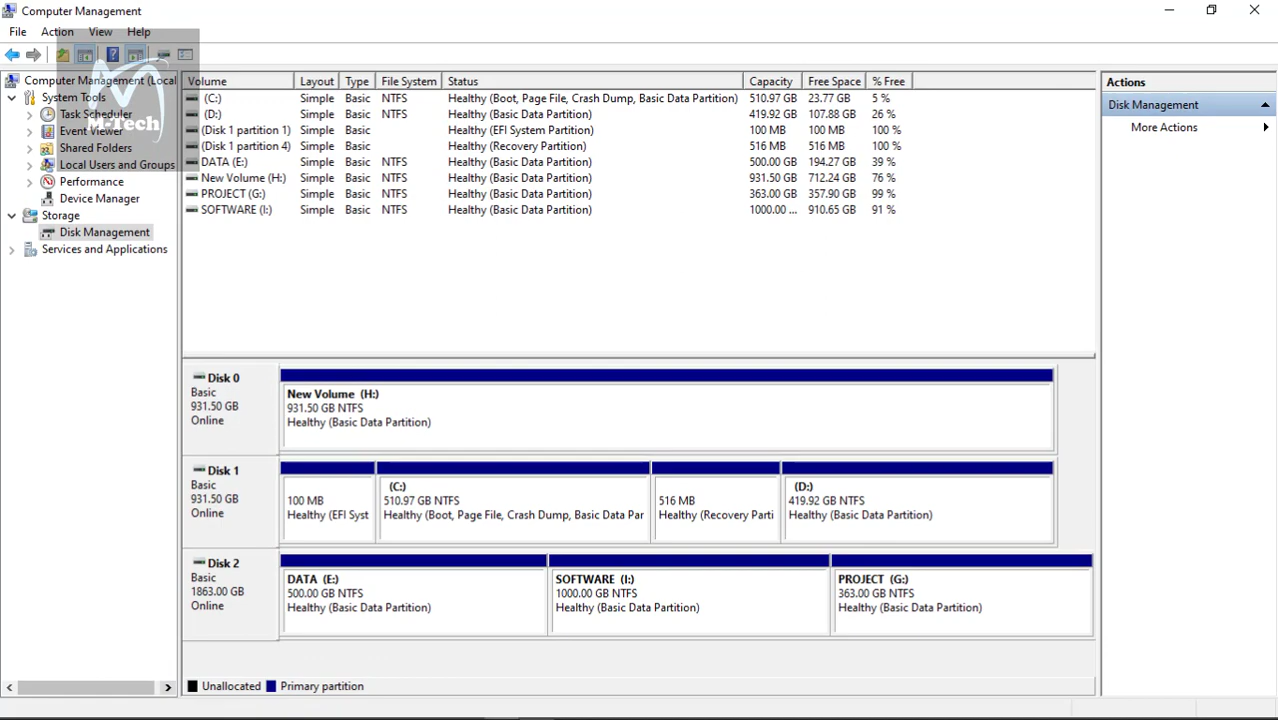 Computer Management
File Action View Help
Computer Management (Local
System Tools
Task Scheduler
Event Viewer
Shared Folders
Local Users and Groups
Performance
Device Manager
Storage
Disk Management
Services and Applications
M-Tech
Volume Layout Type File System Status Capacity Free Space % Free
(C:) Simple Basic NTFS Healthy (Boot, Page File, Crash Dump, Basic Data Partition) 510.97 GB 23.77 GB 5 %
(D:) Simple Basic NTFS Healthy (Basic Data Partition) 419.92 GB 107.88 GB 26 %
(Disk 1 partition 1) Simple Basic Healthy (EFI System Partition) 100 MB 100 MB 100 %
(Disk 1 partition 4) Simple Basic Healthy (Recovery Partition) 516 MB 516 MB 100 %
DATA (E:) Simple Basic NTFS Healthy (Basic Data Partition) 500.00 GB 194.27 GB 39 %
New Volume (H:) Simple Basic NTFS Healthy (Basic Data Partition) 931.50 GB 712.24 GB 76 %
PROJECT (G:) Simple Basic NTFS Healthy (Basic Data Partition) 363.00 GB 357.90 GB 99 %
SOFTWARE (I:) Simple Basic NTFS Healthy (Basic Data Partition) 1000.00 ... 910.65 GB 91 %
Disk 0
Basic
931.50 GB
Online
New Volume (H:)
931.50 GB NTFS
Healthy (Basic Data Partition)
Disk 1
Basic
931.50 GB
Online
100 MB
Healthy (EFI Syst
(C:)
510.97 GB NTFS
Healthy (Boot, Page File, Crash Dump, Basic Data Par
516 MB
Healthy (Recovery Parti
(D:)
419.92 GB NTFS
Healthy (Basic Data Partition)
Disk 2
Basic
1863.00 GB
Online
DATA (E:)
500.00 GB NTFS
Healthy (Basic Data Partition)
SOFTWARE (I:)
1000.00 GB NTFS
Healthy (Basic Data Partition)
PROJECT (G:)
363.00 GB NTFS
Healthy (Basic Data Partition)
Unallocated Primary partition
Actions
Disk Management
More Actions